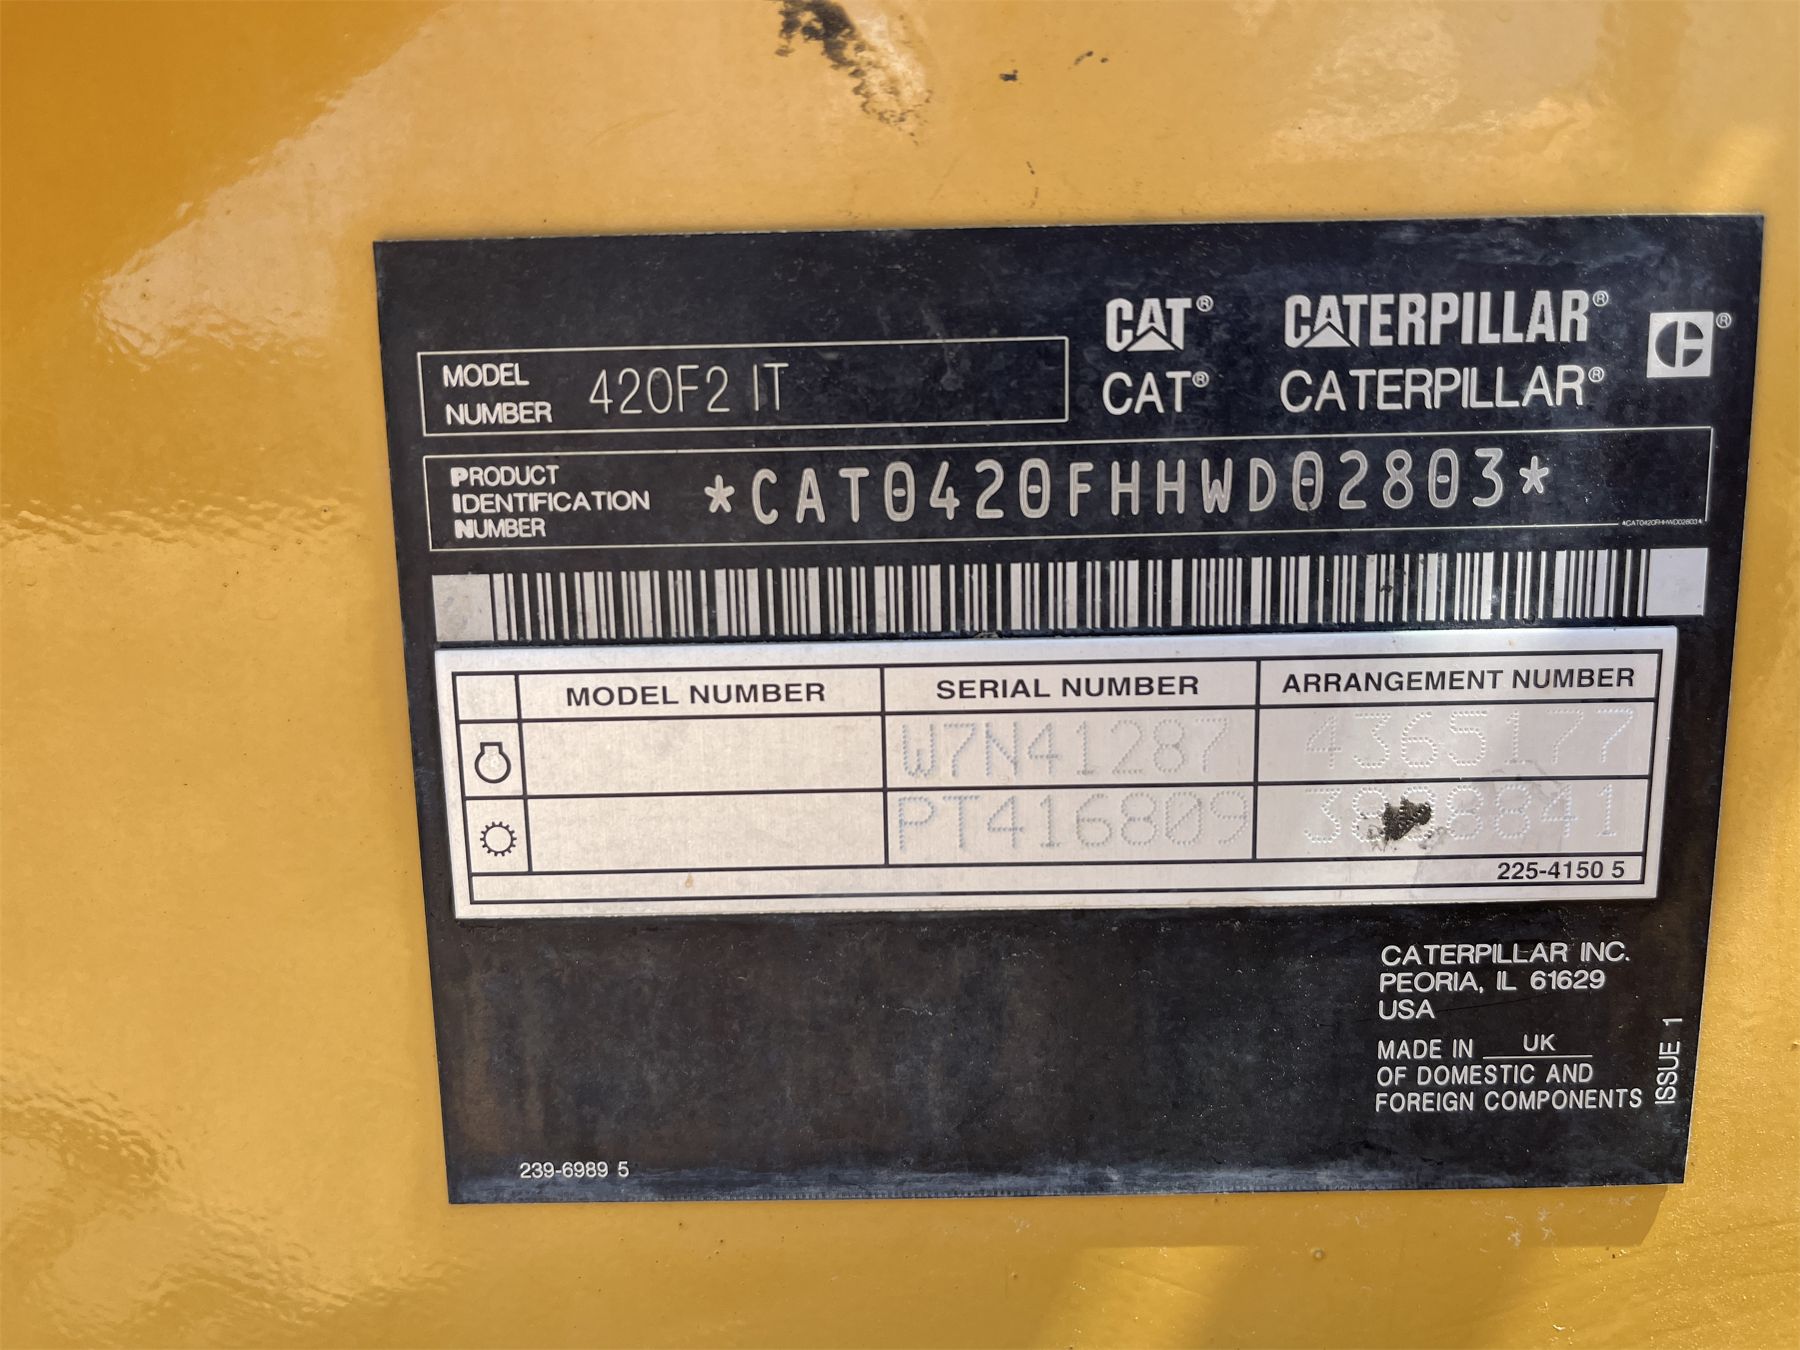 CAT® CATERPILLAR®
CAT® CATERPILLAR®
MODEL NUMBER 420F2 IT
PRODUCT IDENTIFICATION NUMBER *CAT0420FHHWD02803*
*CAT0420FHHWD02803*
MODEL NUMBER SERIAL NUMBER ARRANGEMENT NUMBER
W7N41287 4365177
PT416809
225-4150 5
CATERPILLAR INC.
PEORIA, IL 61629
USA
MADE IN UK
OF DOMESTIC AND
FOREIGN COMPONENTS
ISSUE 1
239-6989 5